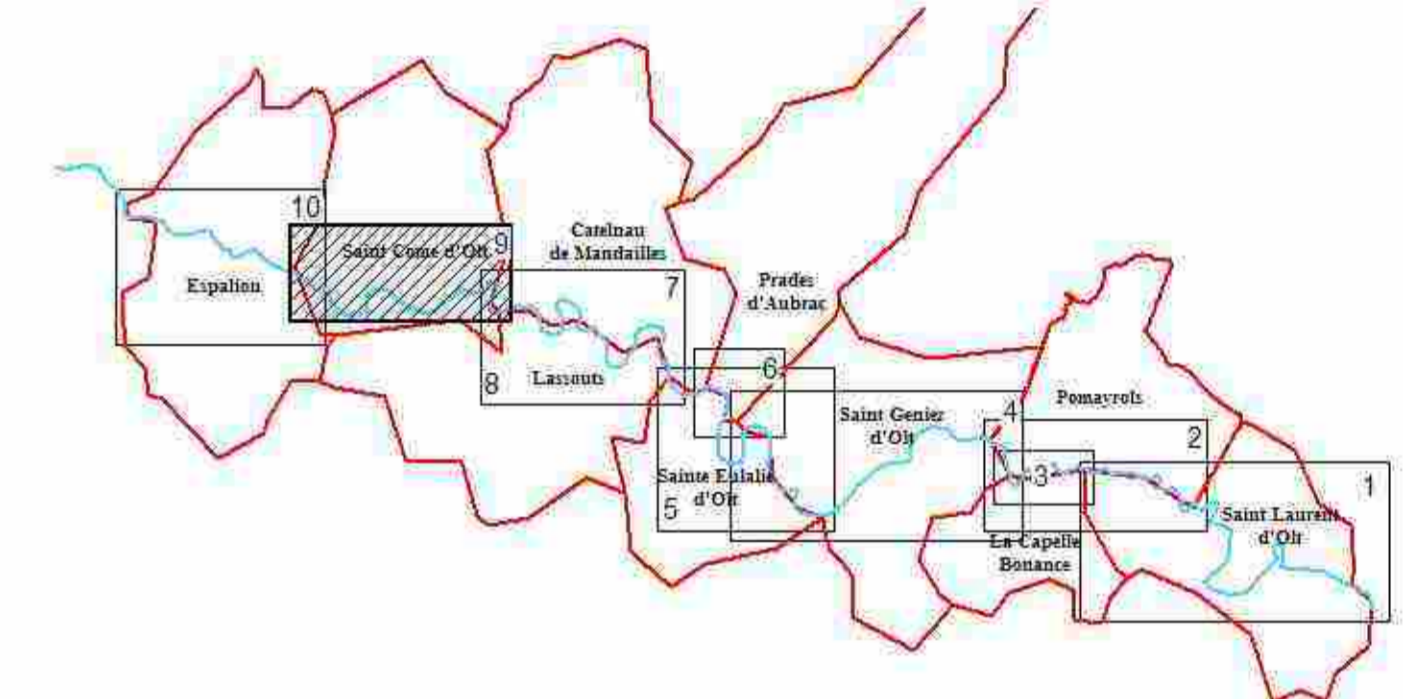 10
Saint Come d'Olt
9
Espalion
Catelnau
de Mandailles
7
Prades
d'Aubrac
8
Lassouts
6
Saint Genier
d'Olt
4
Pomayrols
2
Sainte Eulalie
d'Olt
5
3
1
Saint Laurent
d'Olt
La Capelle
Bonance